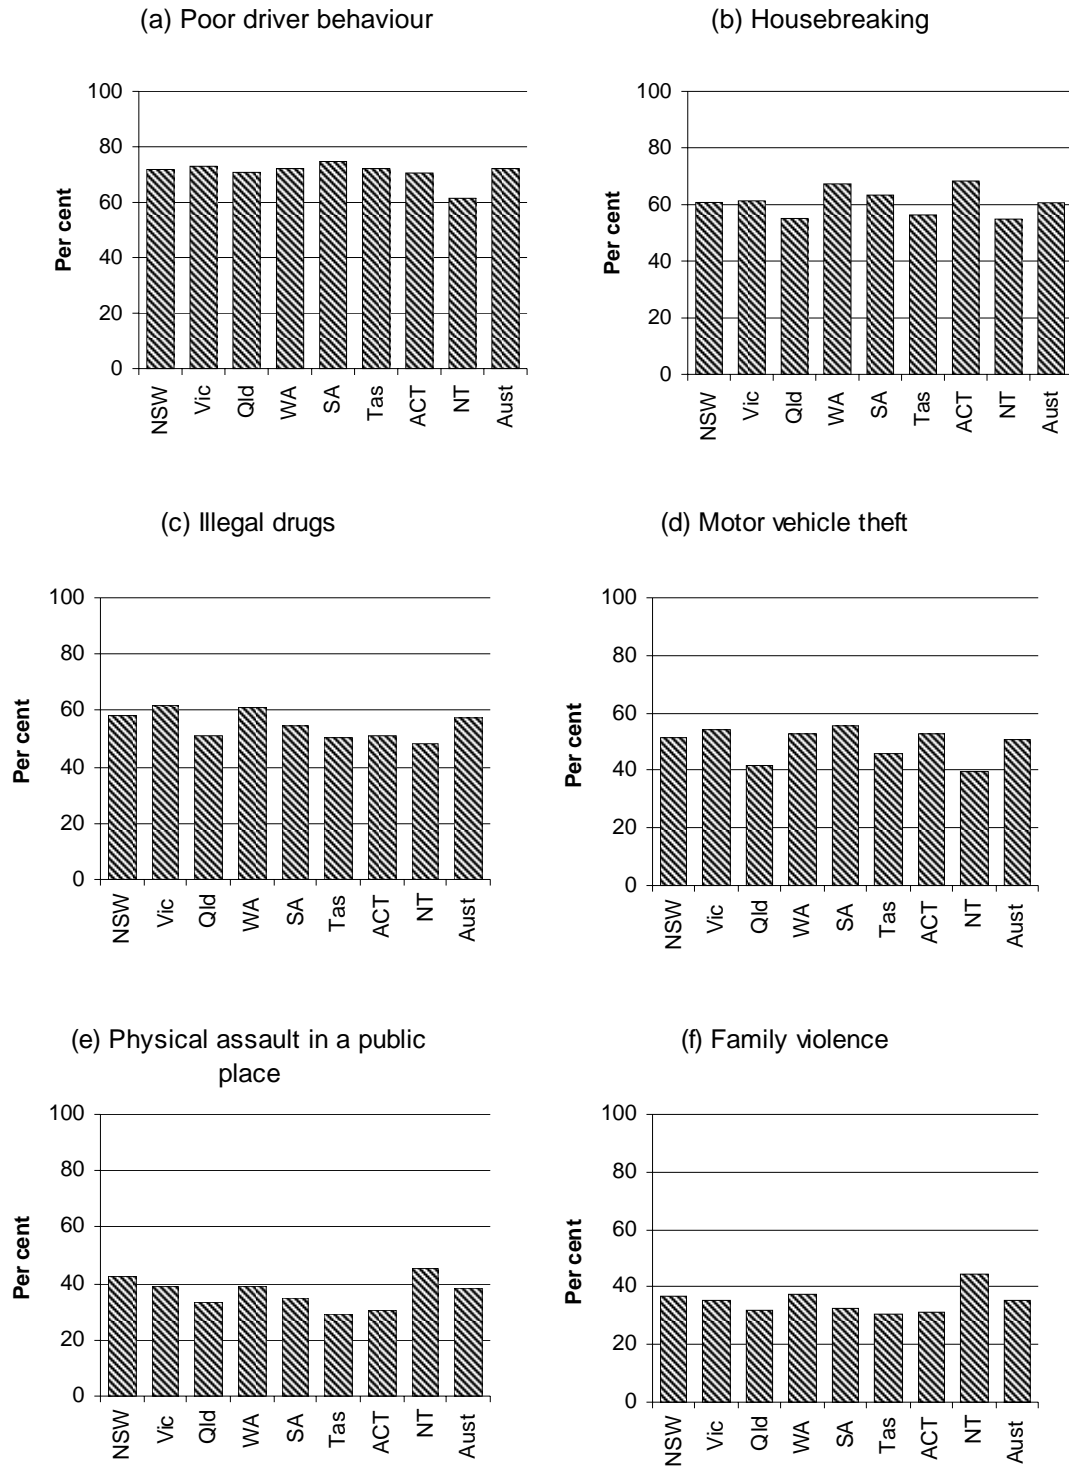 (a) Poor driver behaviour
100
80
60
40
20
0
Per cent
NSW
Vic
Qld
WA
SA
Tas
ACT
NT
Aust
(b) Housebreaking
100
80
60
40
20
0
Per cent
NSW
Vic
Qld
WA
SA
Tas
ACT
NT
Aust
(c) Illegal drugs
100
80
60
40
20
0
Per cent
NSW
Vic
Qld
WA
SA
Tas
ACT
NT
Aust
(d) Motor vehicle theft
100
80
60
40
20
0
Per cent
NSW
Vic
Qld
WA
SA
Tas
ACT
NT
Aust
(e) Physical assault in a public
place
100
80
60
40
20
0
Per cent
NSW
Vic
Qld
WA
SA
Tas
ACT
NT
Aust
(f) Family violence
100
80
60
40
20
0
Per cent
NSW
Vic
Qld
WA
SA
Tas
ACT
NT
Aust